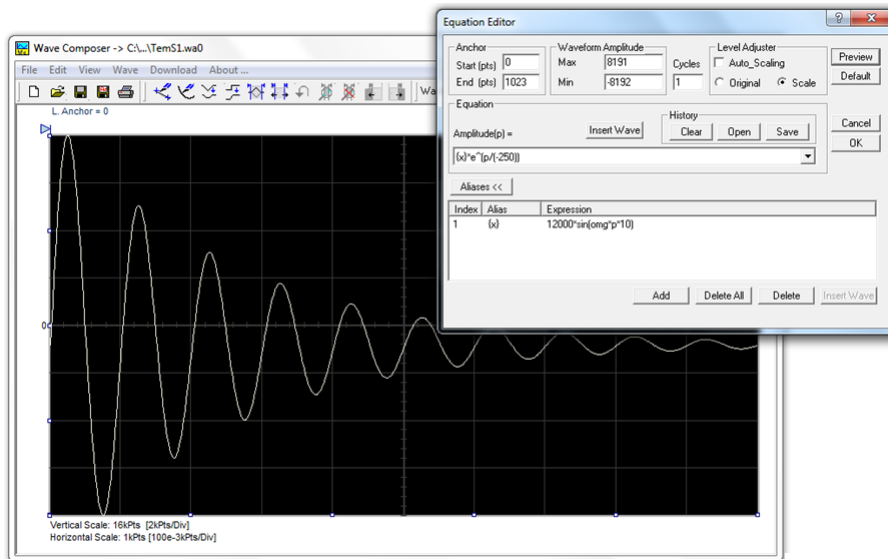 Wave Composer -> C:\...\TemS1.wa0
File Edit View Wave Download About ...
Wa
L. Anchor = 0
0
Vertical Scale: 16kPts [2kPts/Div]
Horizontal Scale: 1kPts [100e-3kPts/Div]
Equation Editor
Anchor
Start (pts) 0
End (pts) 1023
Waveform Amplitude
Max 8191
Min -8192
Cycles
1
Level Adjuster
Auto_Scaling
Original Scale
Preview
Default
Cancel
OK
Equation
Amplitude(p) =
Insert Wave
History
Clear Open Save
{x}*e^(p/(-250))
Aliases <<
Index Alias Expression
1 {x} 12000*sin(omg*p*10)
Add Delete All Delete Insert Wave